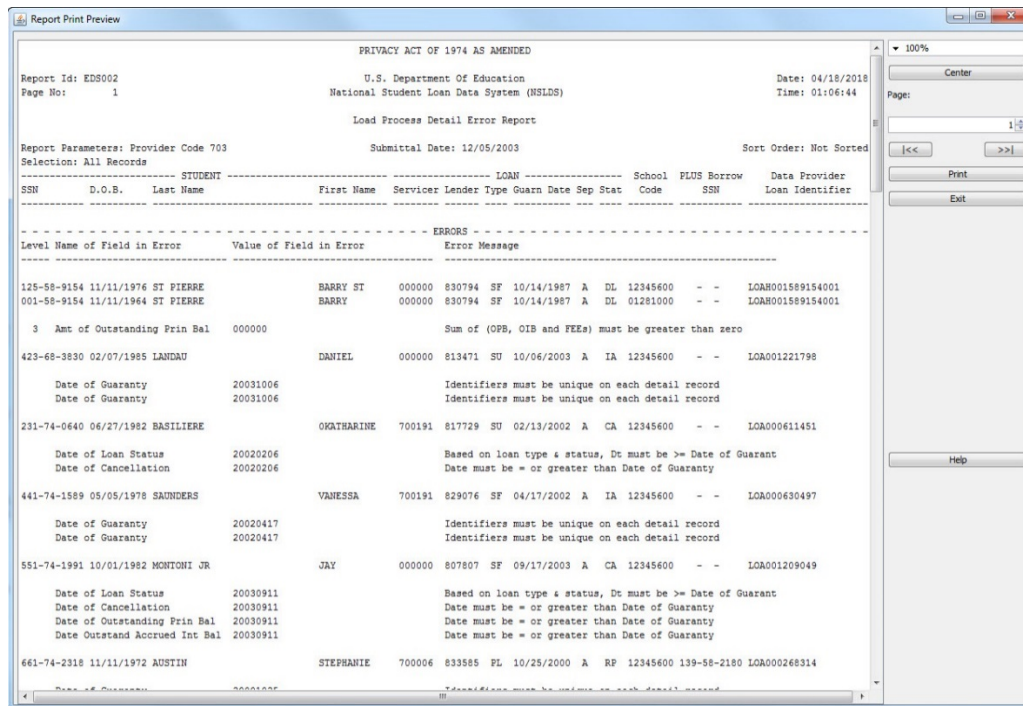 Report Print Preview
PRIVACY ACT OF 1974 AS AMENDED
Report Id: EDS002 U.S. Department Of Education Date: 04/18/2018
Page No: 1 National Student Loan Data System (NSLDS) Time: 01:06:44
Load Process Detail Error Report
Report Parameters: Provider Code 703 Submittal Date: 12/05/2003 Sort Order: Not Sorted
Selection: All Records
STUDENT LOAN School PLUS Borrow Data Provider
SSN D.O.B. Last Name First Name Servicer Lender Type Guarn Date Sep Stat Code SSN Loan Identifier
ERRORS
Level Name of Field in Error Value of Field in Error Error Message
125-58-9154 11/11/1976 ST PIERRE BARRY ST 000000 830794 SF 10/14/1987 A DL 12345600 - - LOAH001589154001
001-58-9154 11/11/1964 ST PIERRE BARRY 000000 830794 SF 10/14/1987 A DL 01281000 - - LOAH001589154001
3 Amt of Outstanding Prin Bal 000000 Sum of (OPB, OIB and FEEs) must be greater than zero
423-68-3830 02/07/1985 LANDAU DANIEL 000000 813471 SU 10/06/2003 A IA 12345600 - - LOA001221798
Date of Guaranty 20031006 Identifiers must be unique on each detail record
Date of Guaranty 20031006 Identifiers must be unique on each detail record
231-74-0640 06/27/1982 BASILIERE OKATHARINE 700191 817729 SU 02/13/2002 A CA 12345600 - - LOA000611451
Date of Loan Status 20020206 Based on loan type & status, Dt must be >= Date of Guarant
Date of Cancellation 20020206 Date must be = or greater than Date of Guaranty
441-74-1589 05/05/1978 SAUNDERS VANESSA 700191 829076 SF 04/17/2002 A IA 12345600 - - LOA000630497
Date of Guaranty 20020417 Identifiers must be unique on each detail record
Date of Guaranty 20020417 Identifiers must be unique on each detail record
551-74-1991 10/01/1982 MONTONI JR JAY 000000 807807 SF 09/17/2003 A CA 12345600 - - LOA001209049
Date of Loan Status 20030911 Based on loan type & status, Dt must be >= Date of Guarant
Date of Cancellation 20030911 Date must be = or greater than Date of Guaranty
Date of Outstanding Prin Bal 20030911 Date must be = or greater than Date of Guaranty
Date Outstand Accrued Int Bal 20030911 Date must be = or greater than Date of Guaranty
661-74-2318 11/11/1972 AUSTIN STEPHANIE 700006 833585 PL 10/25/2000 A RP 12345600 139-58-2180 LOA000268314
100%
Center
Page:
1
|<< >>|
Print
Exit
Help